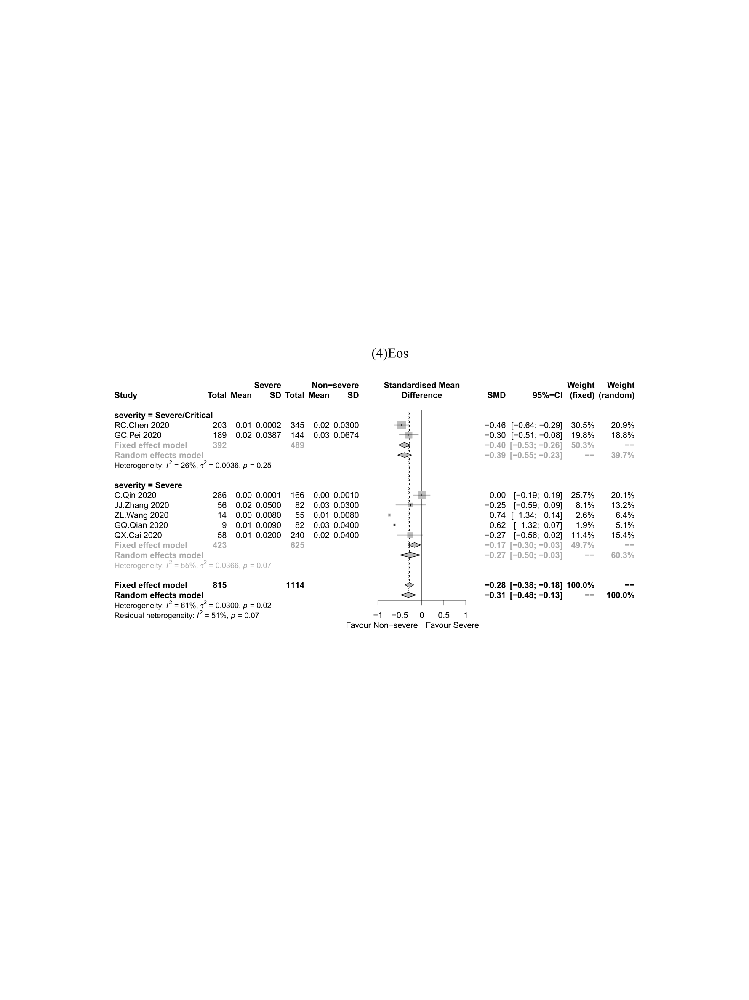 (4)Eos
Severe Non−severe Standardised Mean Weight Weight
Study Total Mean SD Total Mean SD Difference SMD 95%−CI (fixed) (random)
severity = Severe/Critical
RC.Chen 2020 203 0.01 0.0002 345 0.02 0.0300 −0.46 [−0.64; −0.29] 30.5% 20.9%
GC.Pei 2020 189 0.02 0.0387 144 0.03 0.0674 −0.30 [−0.51; −0.08] 19.8% 18.8%
Fixed effect model 392 489 −0.40 [−0.53; −0.26] 50.3% −−
Random effects model −0.39 [−0.55; −0.23] −− 39.7%
Heterogeneity: I² = 26%, τ² = 0.0036, p = 0.25
severity = Severe
C.Qin 2020 286 0.00 0.0001 166 0.00 0.0010 0.00 [−0.19; 0.19] 25.7% 20.1%
JJ.Zhang 2020 56 0.02 0.0500 82 0.03 0.0300 −0.25 [−0.59; 0.09] 8.1% 13.2%
ZL.Wang 2020 14 0.00 0.0080 55 0.01 0.0080 −0.74 [−1.34; −0.14] 2.6% 6.4%
GQ.Qian 2020 9 0.01 0.0090 82 0.03 0.0400 −0.62 [−1.32; 0.07] 1.9% 5.1%
QX.Cai 2020 58 0.01 0.0200 240 0.02 0.0400 −0.27 [−0.56; 0.02] 11.4% 15.4%
Fixed effect model 423 625 −0.17 [−0.30; −0.03] 49.7% −−
Random effects model −0.27 [−0.50; −0.03] −− 60.3%
Heterogeneity: I² = 55%, τ² = 0.0366, p = 0.07
Fixed effect model 815 1114 −0.28 [−0.38; −0.18] 100.0% −−
Random effects model −0.31 [−0.48; −0.13] −− 100.0%
Heterogeneity: I² = 61%, τ² = 0.0300, p = 0.02
Residual heterogeneity: I² = 51%, p = 0.07
−1 −0.5 0 0.5 1
Favour Non−severe Favour Severe